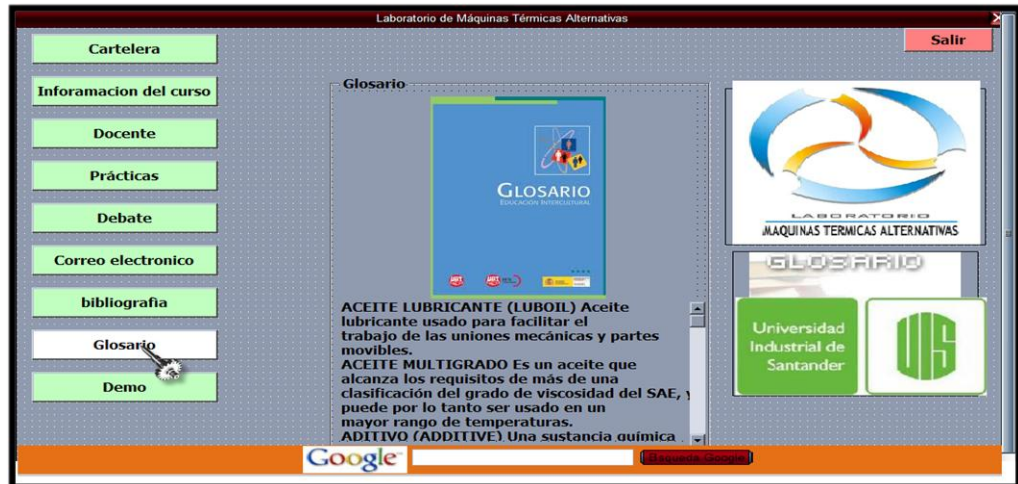 Laboratorio de Máquinas Térmicas Alternativas
Salir
Cartelera
Inforamacion del curso
Docente
Prácticas
Debate
Correo electronico
bibliografia
Glosario
Demo
Glosario
GLOSARIO
EDUCACIÓN INTERCULTURAL
ACEITE LUBRICANTE (LUBOIL) Aceite
lubricante usado para facilitar el
trabajo de las uniones mecánicas y partes
movibles.
ACEITE MULTIGRADO Es un aceite que
alcanza los requisitos de más de una
clasificación del grado de viscosidad del SAE, y
puede por lo tanto ser usado en un
mayor rango de temperaturas.
ADITIVO (ADDITIVE) Una sustancia química
LABORATORIO
MAQUINAS TERMICAS ALTERNATIVAS
GLOSARIO
Universidad
Industrial de
Santander
UIS
Google
Búsqueda Google